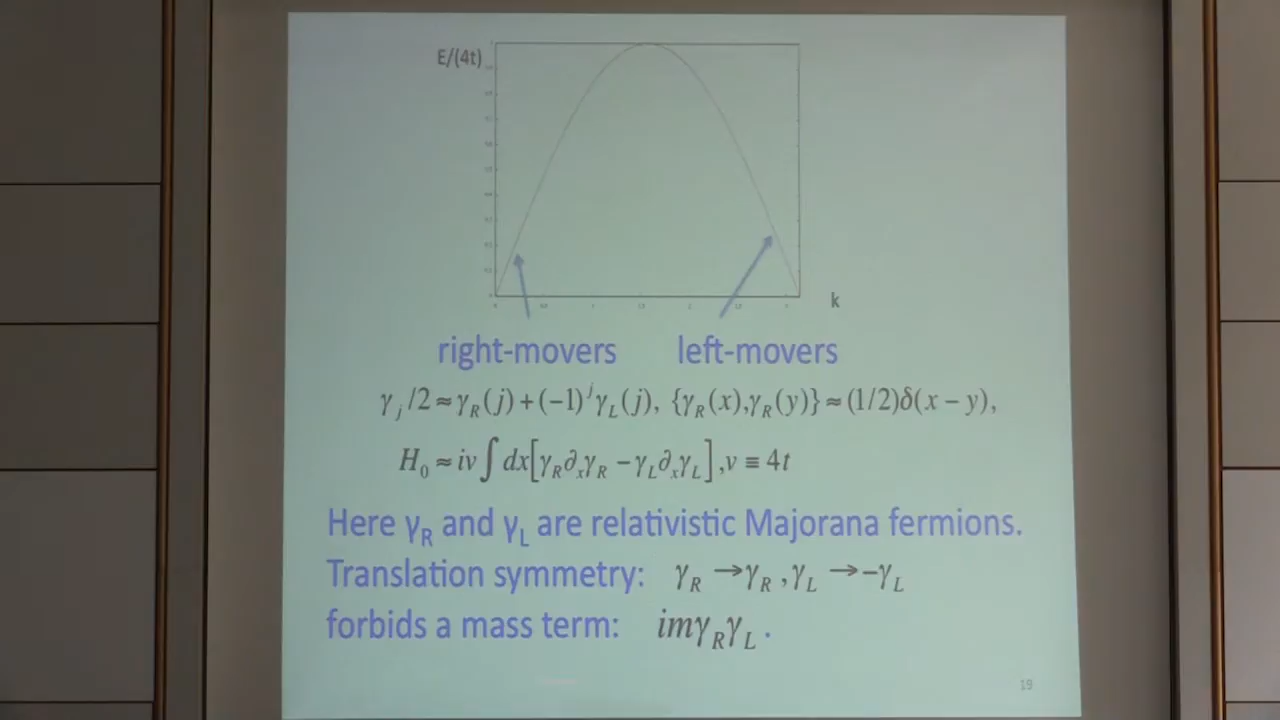 E/(4t)
k
right-movers left-movers
γ_j/2≈γ_R(j)+(−1)^jγ_L(j), {γ_R(x),γ_R(y)}≈(1/2)δ(x−y),
H_0≈iv∫dx[γ_R∂_xγ_R−γ_L∂_xγ_L],v≡4t
Here γ_R and γ_L are relativistic Majorana fermions.
Translation symmetry: γ_R→γ_R,γ_L→−γ_L
forbids a mass term: imγ_Rγ_L.
19